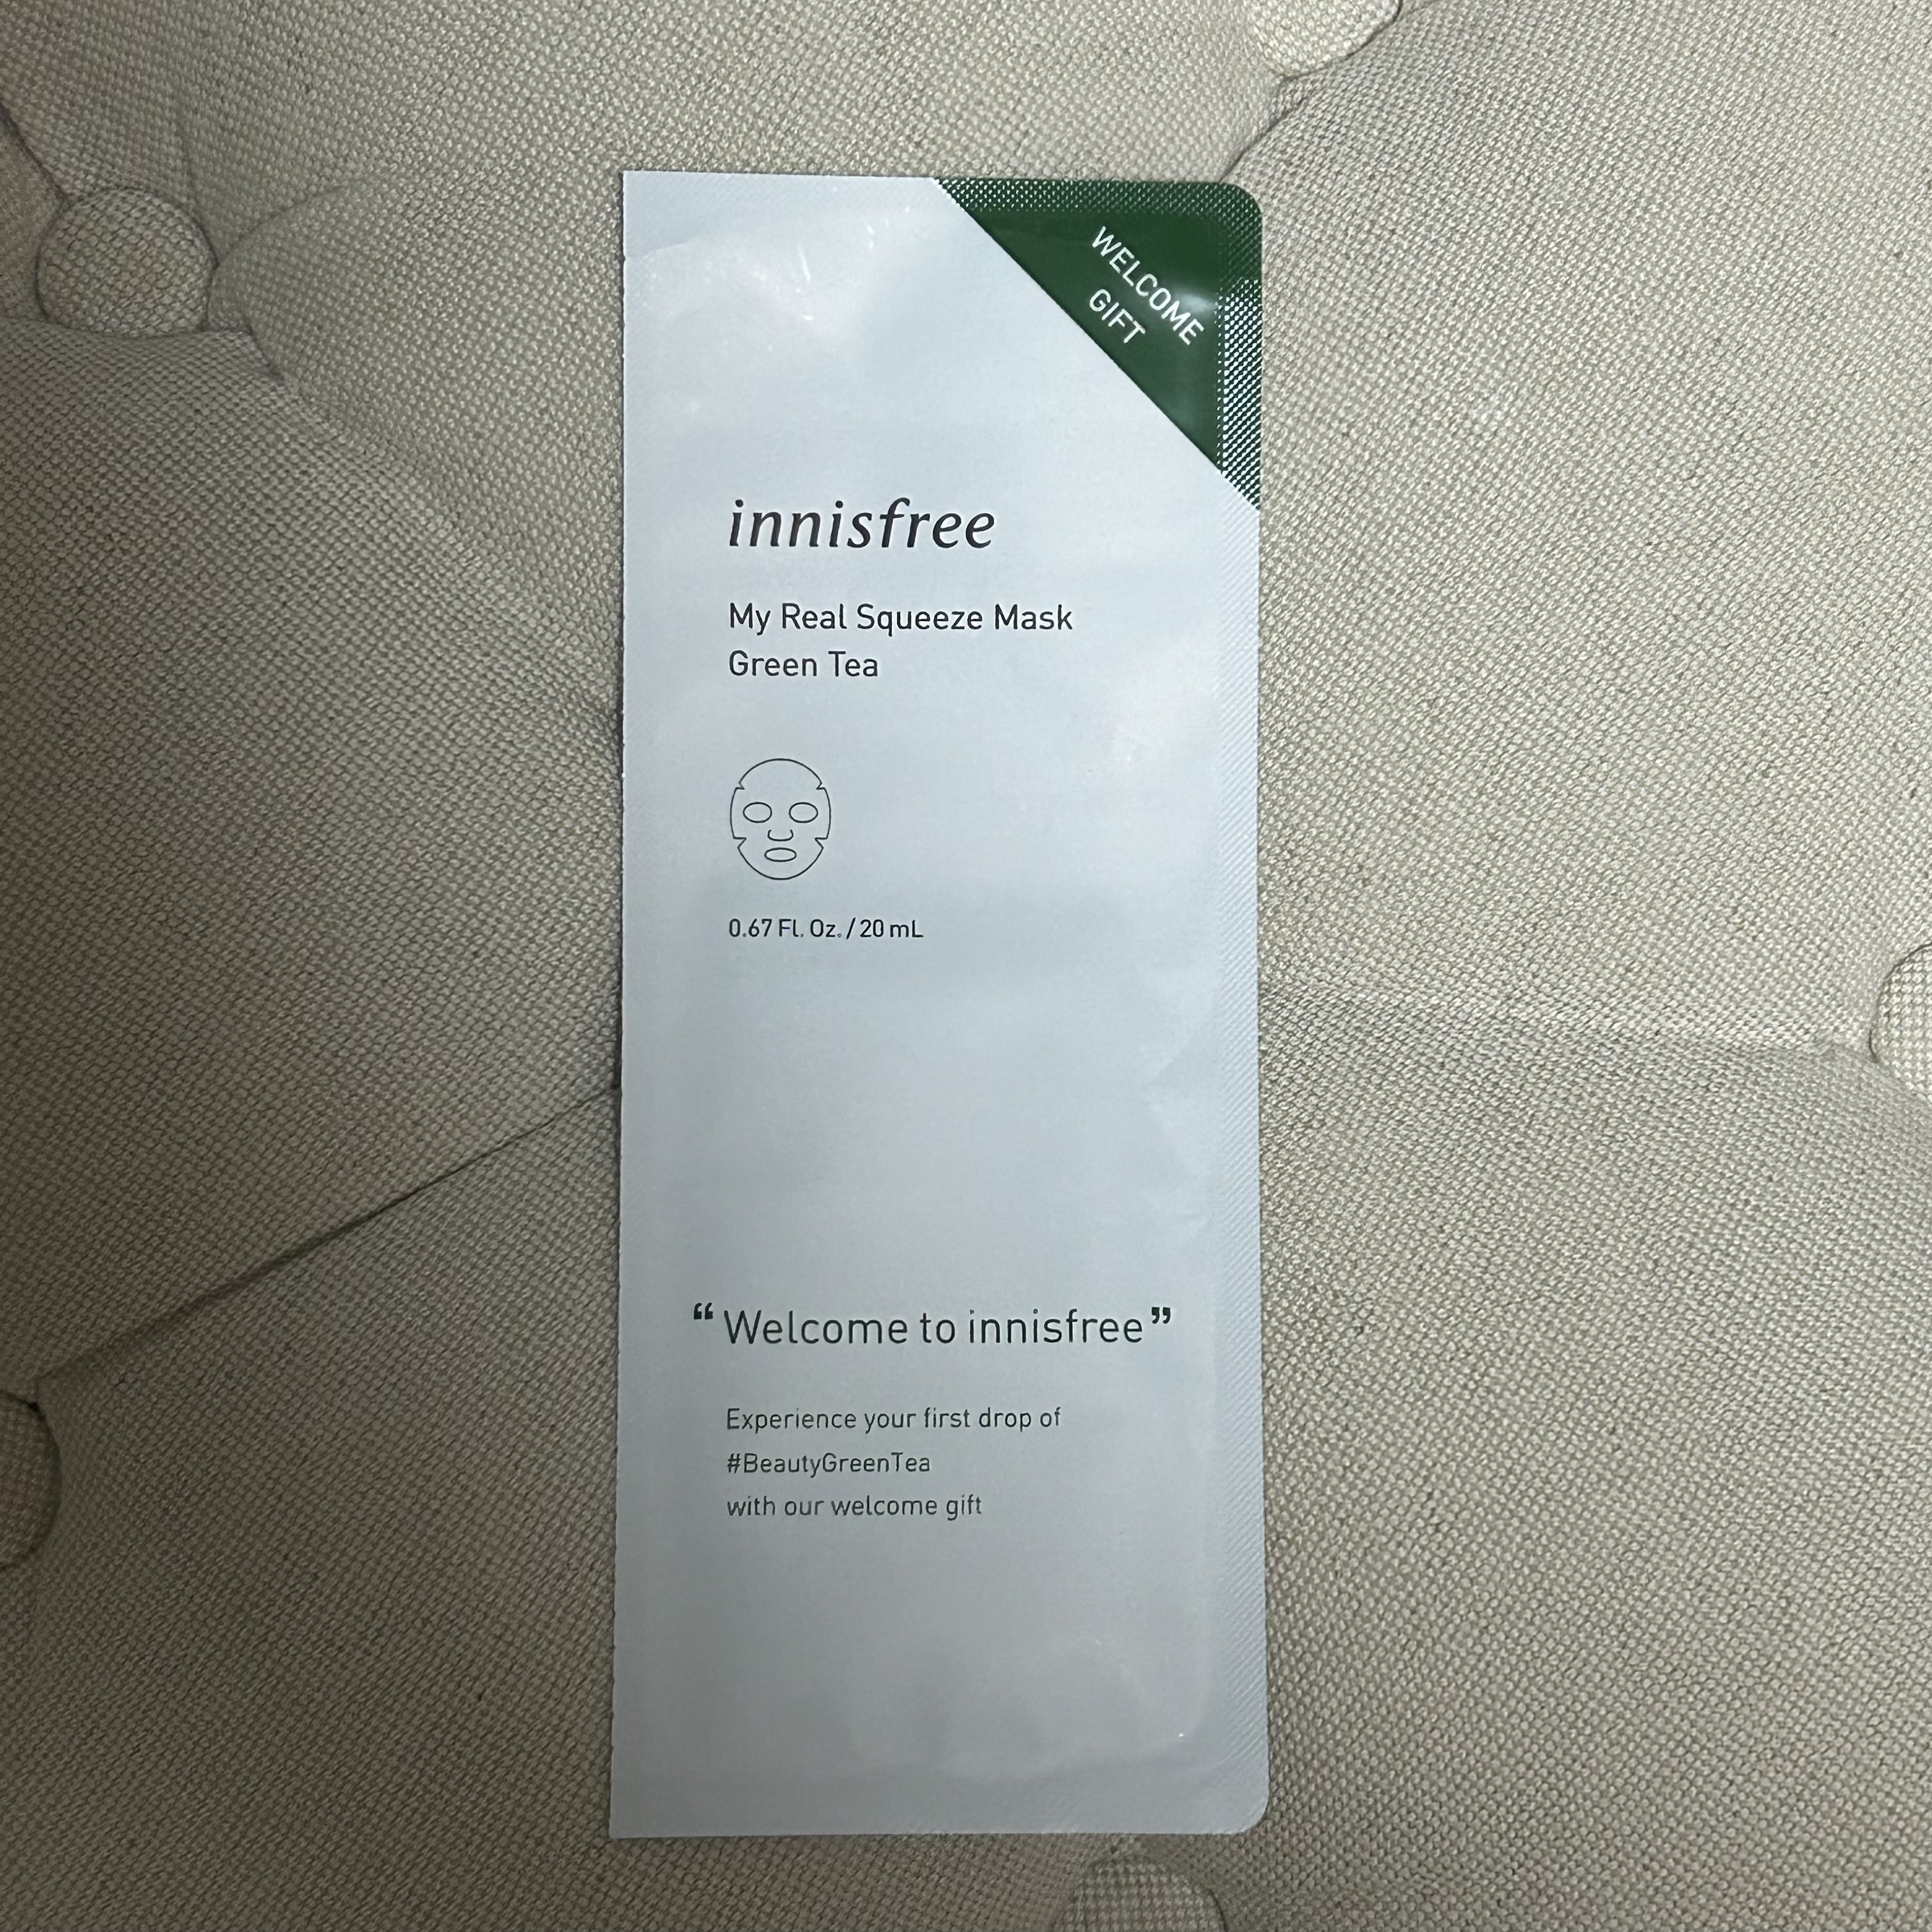 WELCOME
GIFT
innisfree
My Real Squeeze Mask
Green Tea
0.67 Fl. Oz. / 20 mL
“Welcome to innisfree”
Experience your first drop of
#BeautyGreenTea
with our welcome gift